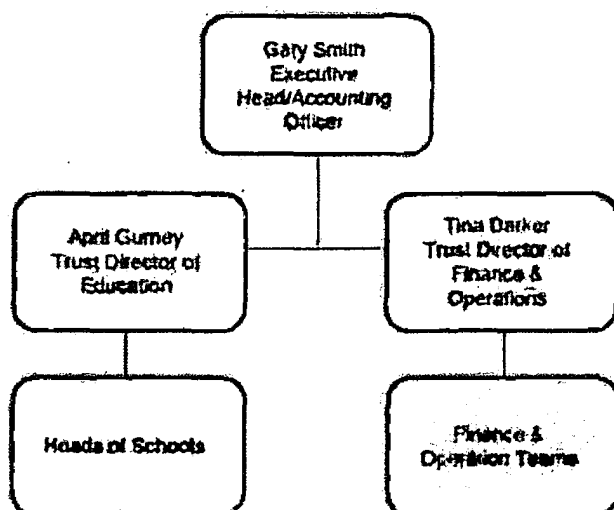 Gary Smith
Executive
Head/Accounting
Officer
April Gurney
Trust Director of
Education
Tina Darker
Trust Director of
Finance &
Operations
Heads of Schools
Finance &
Operation Teams